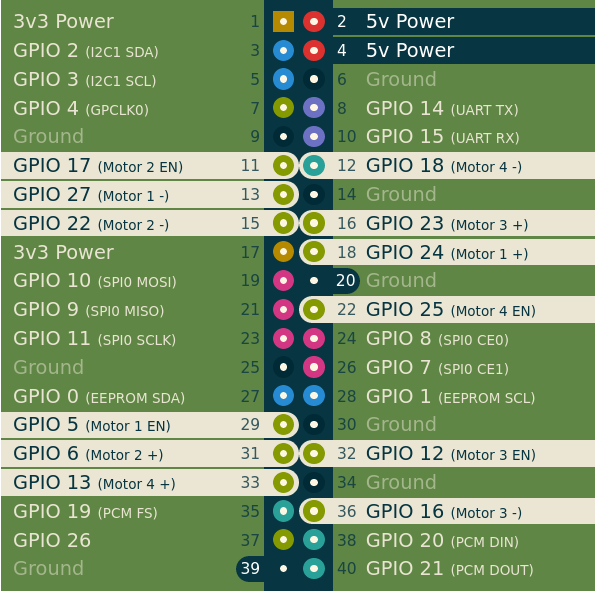 3v3 Power 1 2 5v Power
GPIO 2 (I2C1 SDA) 3 4 5v Power
GPIO 3 (I2C1 SCL) 5 6 Ground
GPIO 4 (GPCLK0) 7 8 GPIO 14 (UART TX)
Ground 9 10 GPIO 15 (UART RX)
GPIO 17 (Motor 2 EN) 11 12 GPIO 18 (Motor 4 -)
GPIO 27 (Motor 1 -) 13 14 Ground
GPIO 22 (Motor 2 -) 15 16 GPIO 23 (Motor 3 +)
3v3 Power 17 18 GPIO 24 (Motor 1 +)
GPIO 10 (SPI0 MOSI) 19 20 Ground
GPIO 9 (SPI0 MISO) 21 22 GPIO 25 (Motor 4 EN)
GPIO 11 (SPI0 SCLK) 23 24 GPIO 8 (SPI0 CE0)
Ground 25 26 GPIO 7 (SPI0 CE1)
GPIO 0 (EEPROM SDA) 27 28 GPIO 1 (EEPROM SCL)
GPIO 5 (Motor 1 EN) 29 30 Ground
GPIO 6 (Motor 2 +) 31 32 GPIO 12 (Motor 3 EN)
GPIO 13 (Motor 4 +) 33 34 Ground
GPIO 19 (PCM FS) 35 36 GPIO 16 (Motor 3 -)
GPIO 26 37 38 GPIO 20 (PCM DIN)
Ground 39 40 GPIO 21 (PCM DOUT)